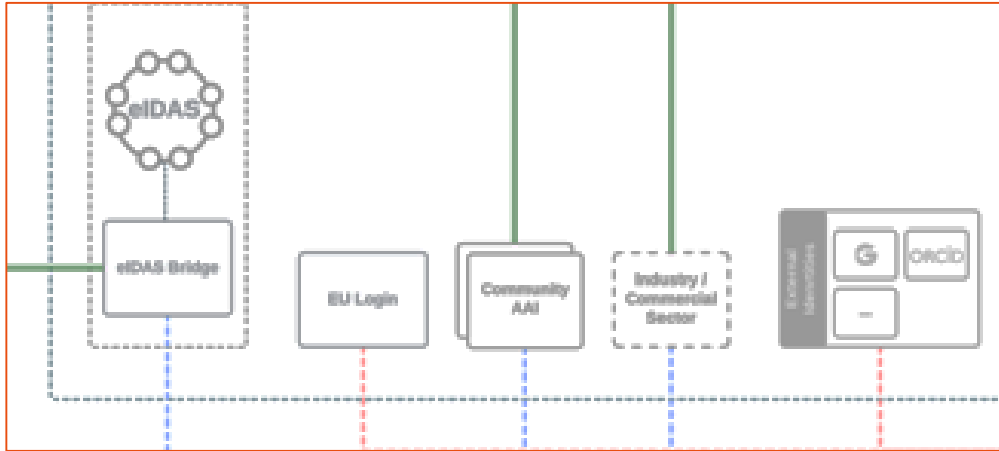 eIDAS
eIDAS Bridge
EU Login
Community
AAI
Industry /
Commercial
Sector
External
Identities
G
ORCID
...